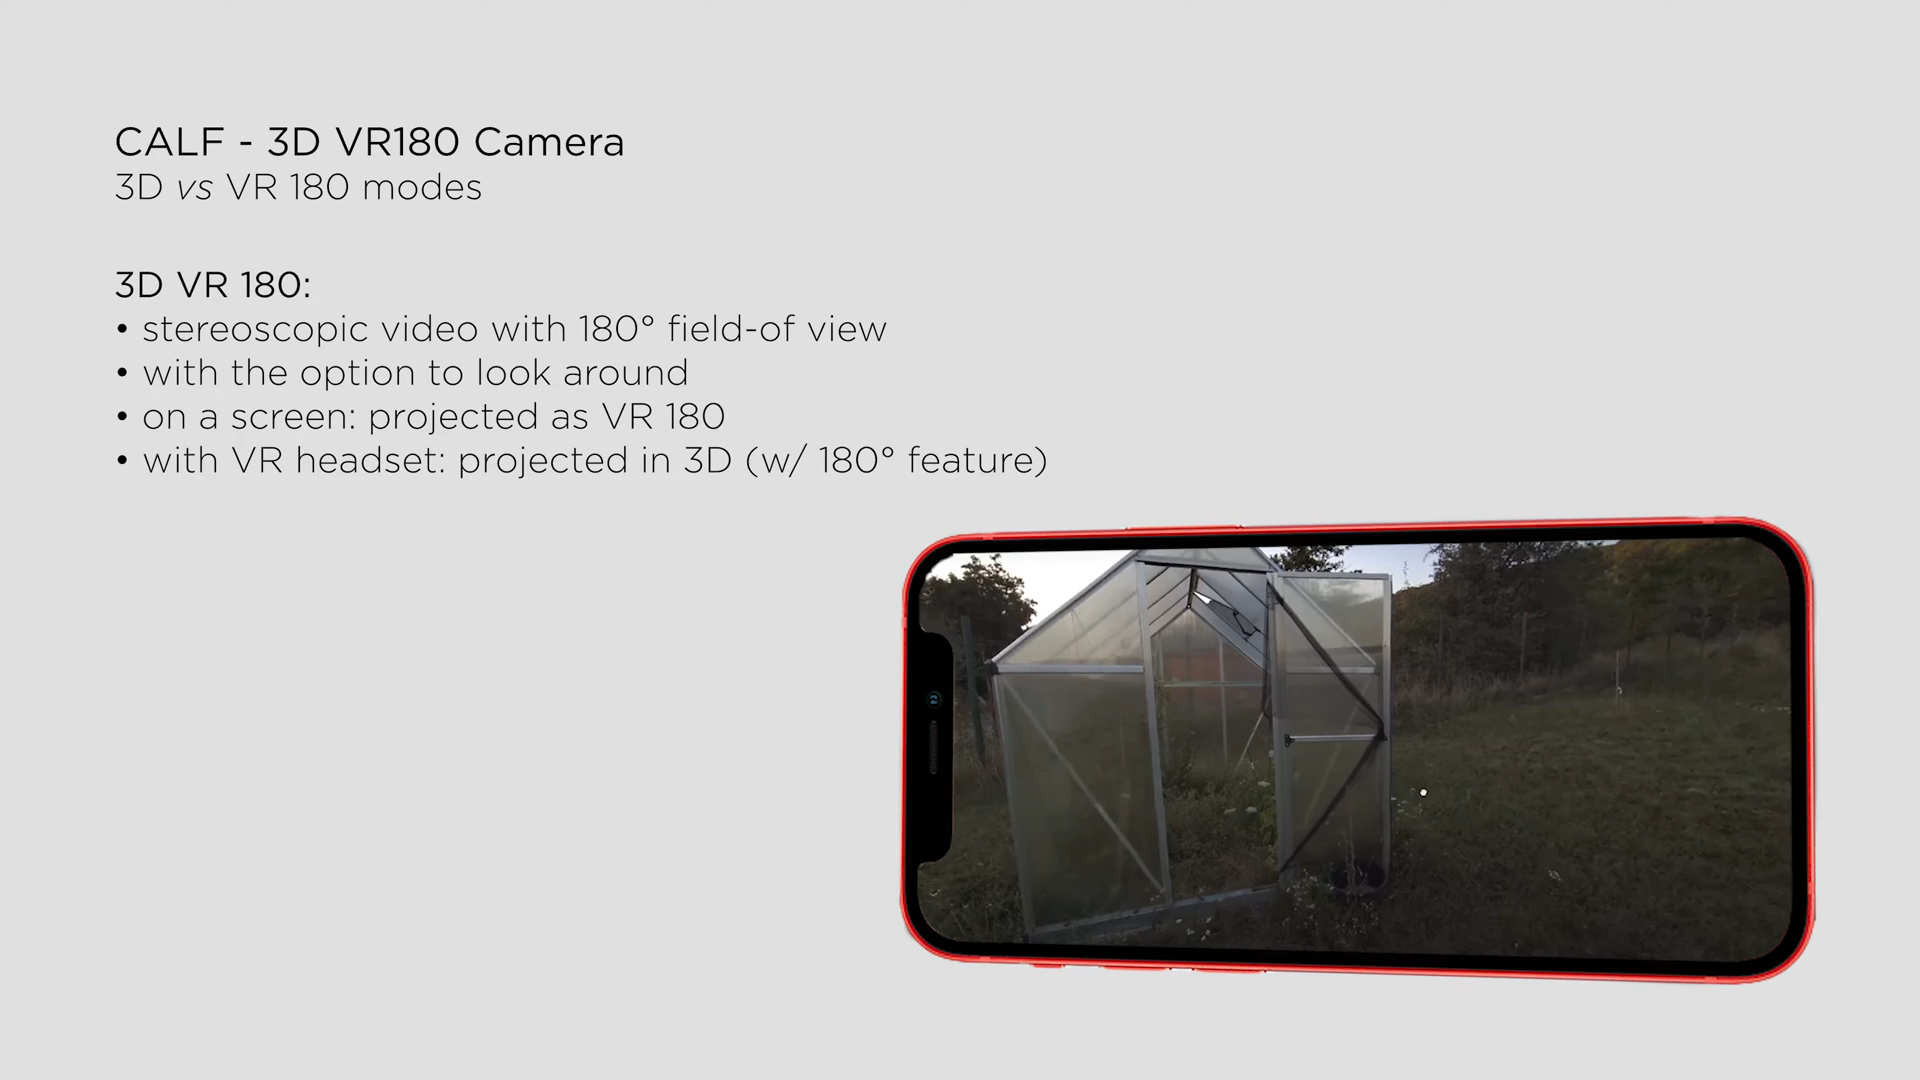 CALF - 3D VR180 Camera
3D vs VR 180 modes
3D VR 180:
• stereoscopic video with 180° field-of view
• with the option to look around
• on a screen: projected as VR 180
• with VR headset: projected in 3D (w/ 180° feature)